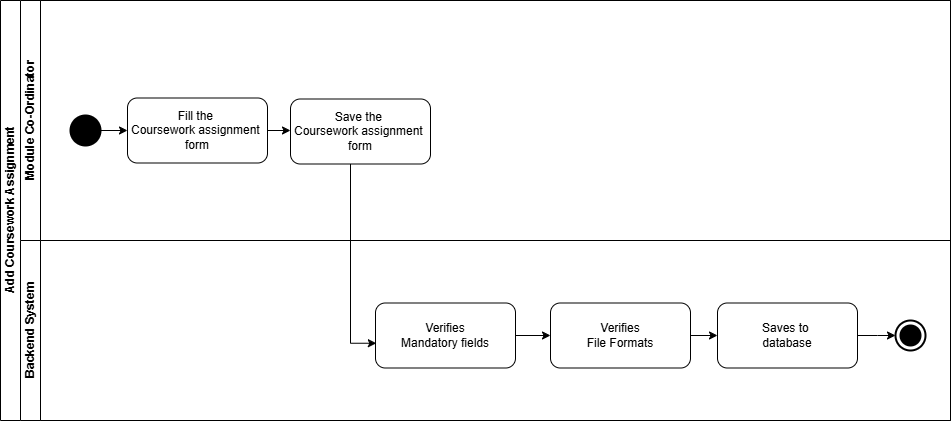 Add Coursework Assignment
Module Co-Ordinator
Fill the
Coursework assignment
form
Save the
Coursework assignment
form
Backend System
Verifies
Mandatory fields
Verifies
File Formats
Saves to
database